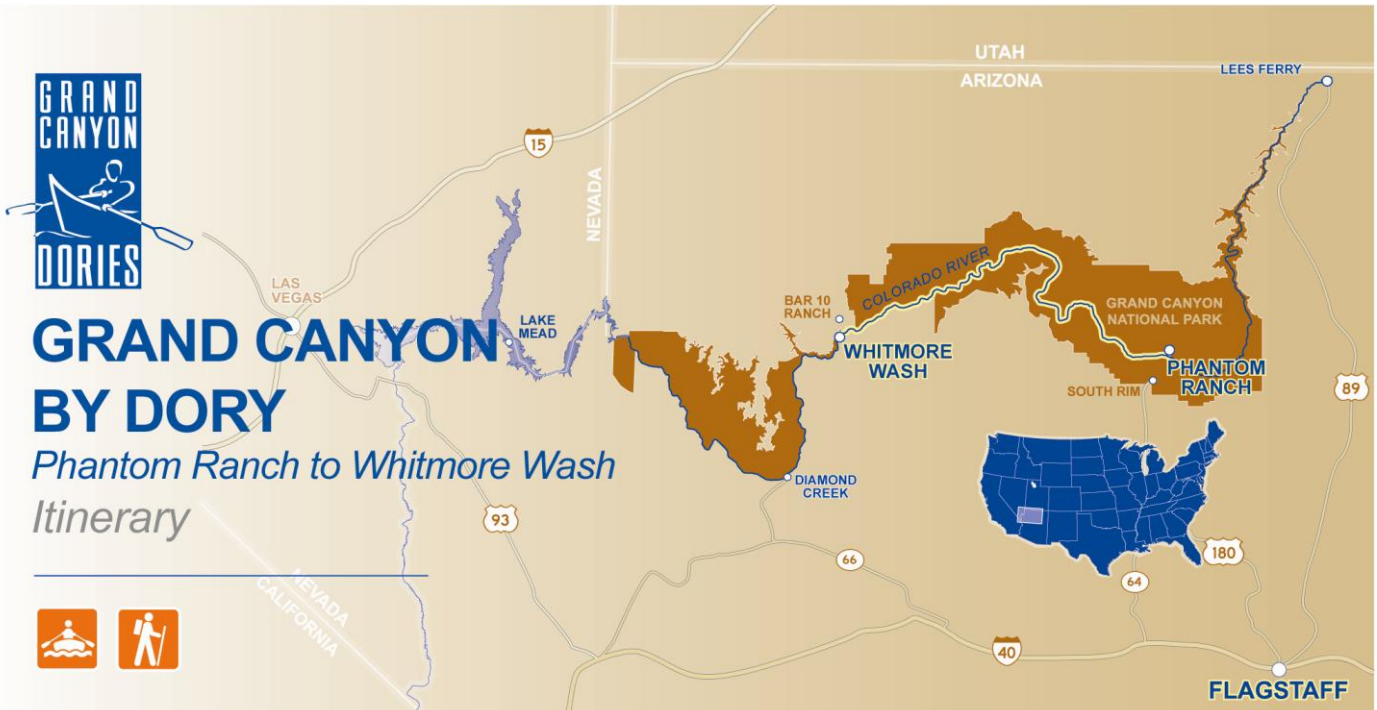 GRAND
CANYON
DORIES
GRAND CANYON
BY DORY
Phantom Ranch to Whitmore Wash
Itinerary
UTAH
ARIZONA
LEES FERRY
15
NEVADA
LAS
VEGAS
LAKE
MEAD
BAR 10
RANCH
COLORADO RIVER
GRAND CANYON
NATIONAL PARK
WHITMORE
WASH
PHANTOM
RANCH
SOUTH RIM
89
DIAMOND
CREEK
93
66
180
64
NEVADA
CALIFORNIA
40
FLAGSTAFF